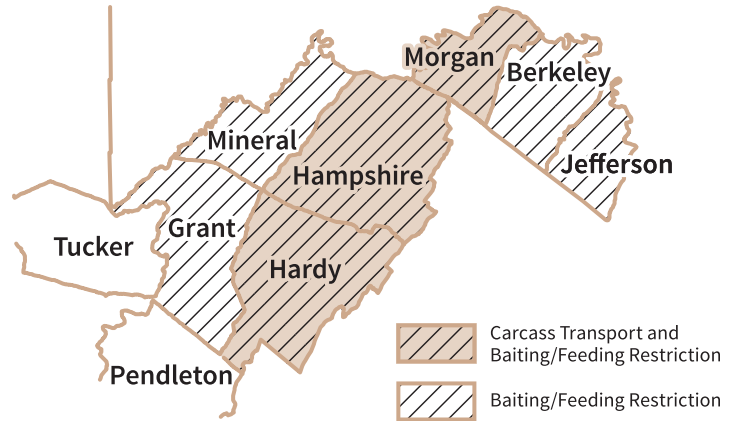 Morgan
Berkeley
Mineral
Jefferson
Hampshire
Grant
Tucker
Hardy
Pendleton
Carcass Transport and
Baiting/Feeding Restriction
Baiting/Feeding Restriction